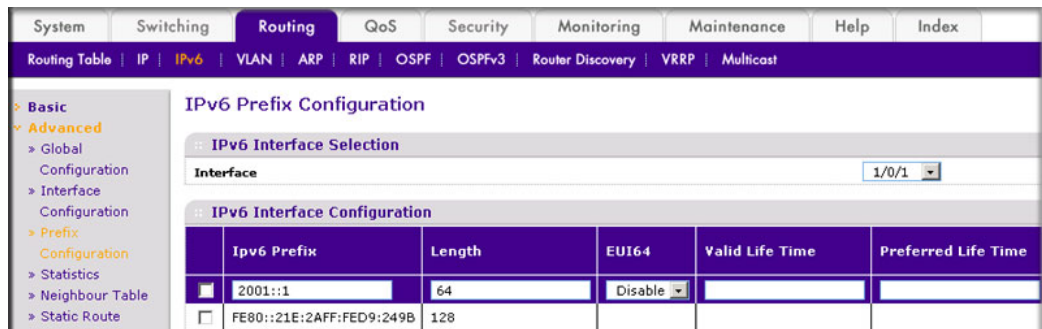 System Switching Routing QoS Security Monitoring Maintenance Help Index
Routing Table | IP | IPv6 | VLAN | ARP | RIP | OSPF | OSPFv3 | Router Discovery | VRRP | Multicast
Basic
Advanced
» Global
Configuration
» Interface
Configuration
» Prefix
Configuration
» Statistics
» Neighbour Table
» Static Route
IPv6 Prefix Configuration
IPv6 Interface Selection
Interface 1/0/1
IPv6 Interface Configuration
Ipv6 Prefix Length EUI64 Valid Life Time Preferred Life Time
2001::1 64 Disable
FE80::21E:2AFF:FED9:249B 128